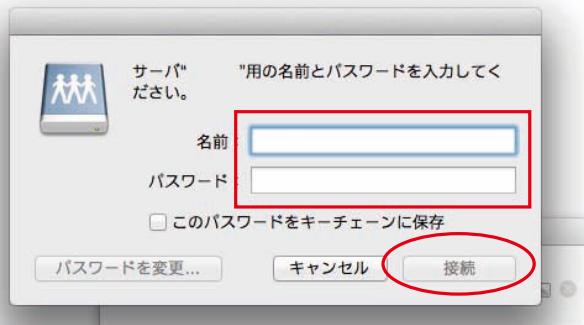 サーバ“ ”用の名前とパスワードを入力してく
ださい。
名前：
パスワード：
このパスワードをキーチェーンに保存
パスワードを変更...
キャンセル
接続